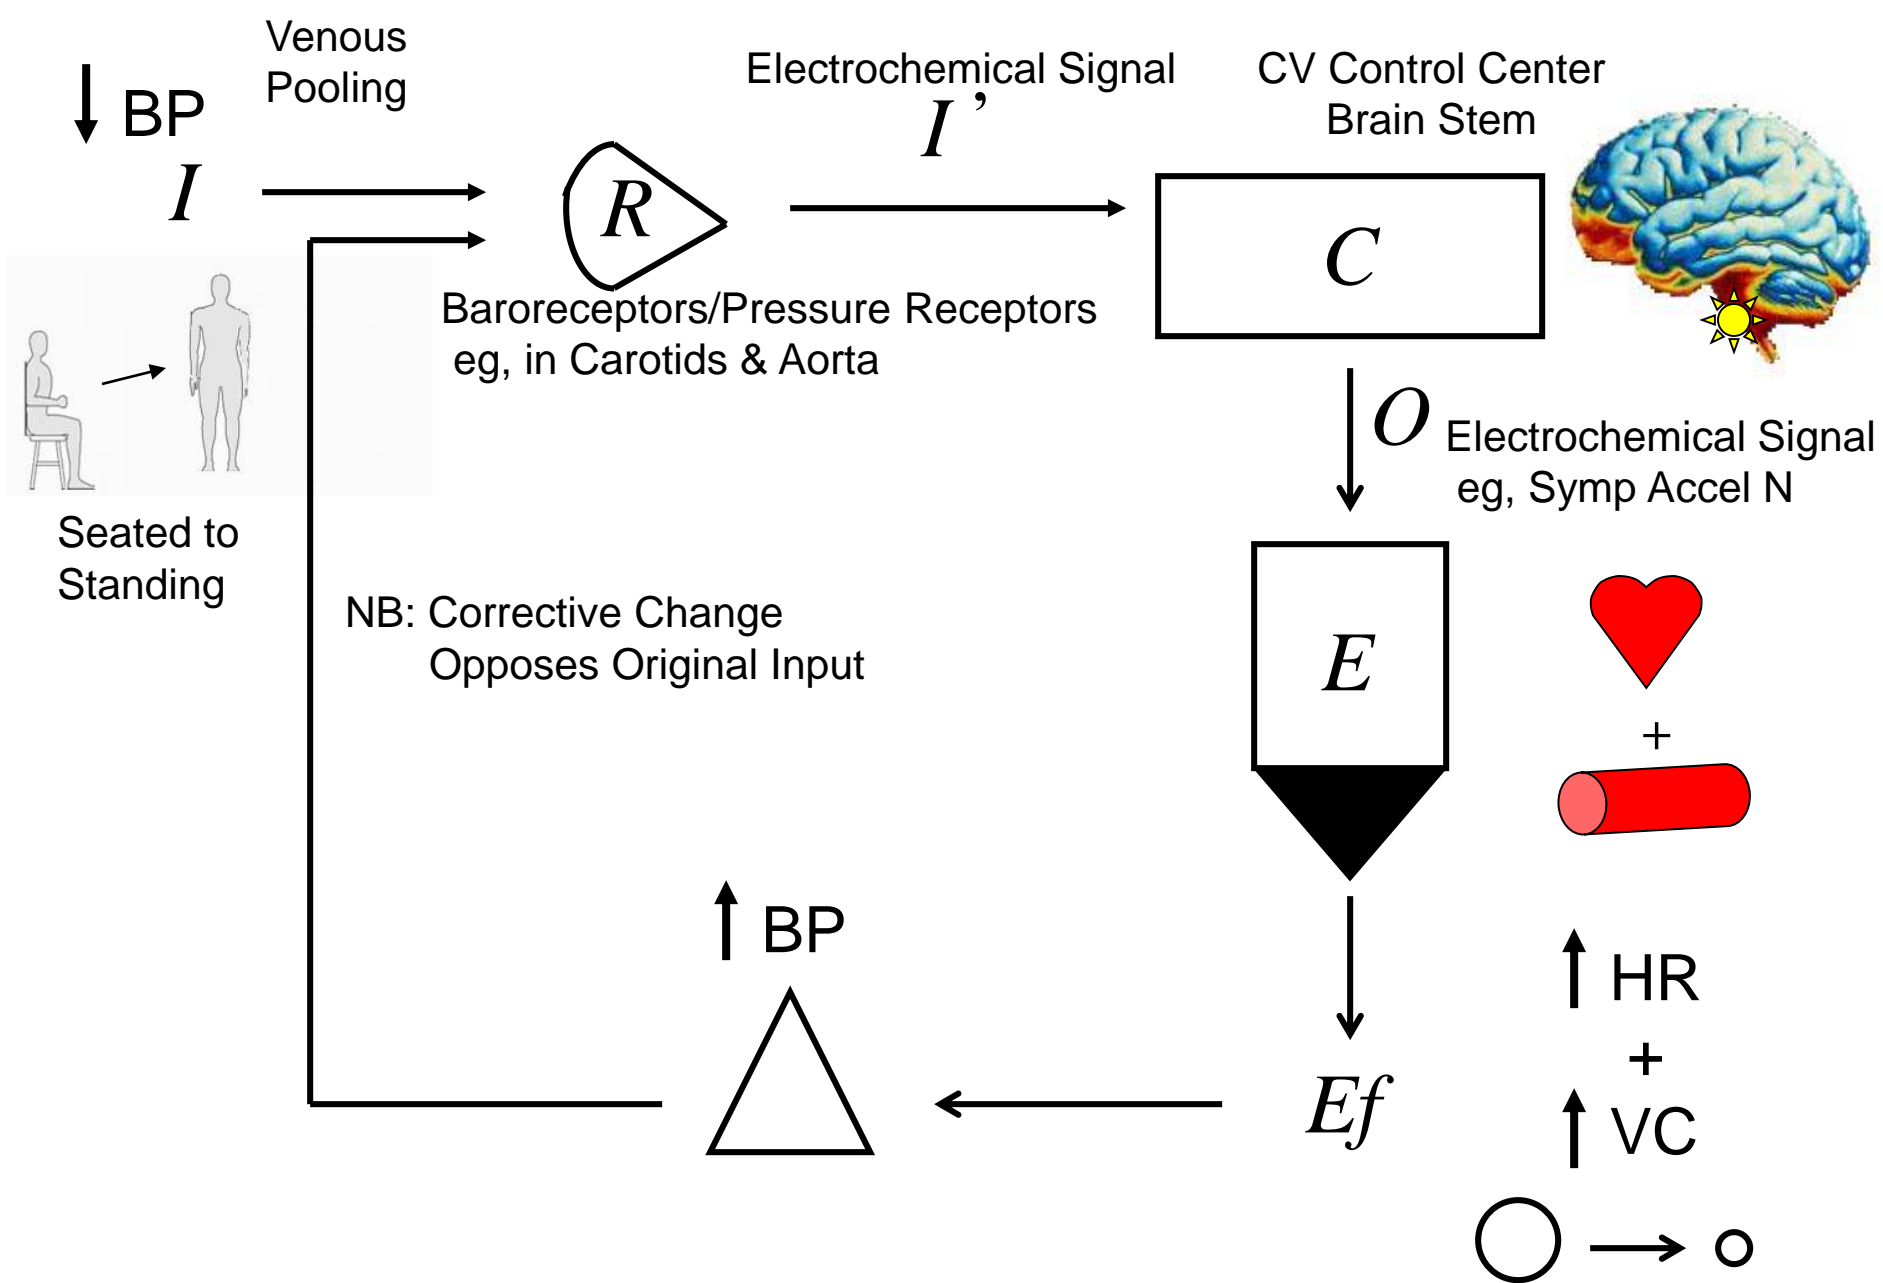 Venous
Pooling
BP
I
Electrochemical Signal
I’
CV Control Center
Brain Stem
R
C
Baroreceptors/Pressure Receptors
eg, in Carotids & Aorta
O
Electrochemical Signal
eg, Symp Accel N
Seated to
Standing
NB: Corrective Change
Opposes Original Input
E
+
BP
HR
+
VC
Ef